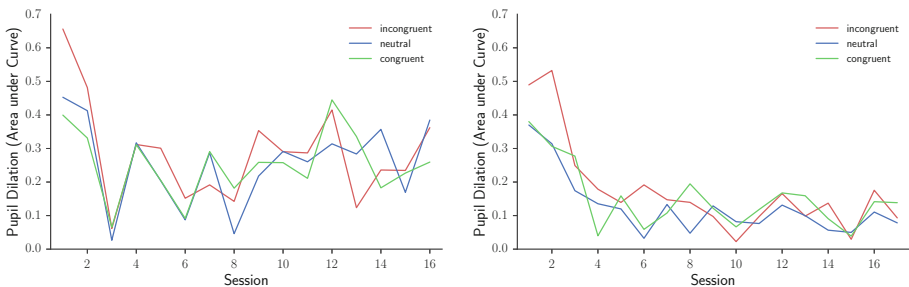 0.7
0.6
0.5
0.4
0.3
0.2
0.1
0.0
Pupil Dilation (Area under Curve)
incongruent
neutral
congruent
2 4 6 8 10 12 14 16
Session
0.7
0.6
0.5
0.4
0.3
0.2
0.1
0.0
Pupil Dilation (Area under Curve)
incongruent
neutral
congruent
2 4 6 8 10 12 14 16
Session